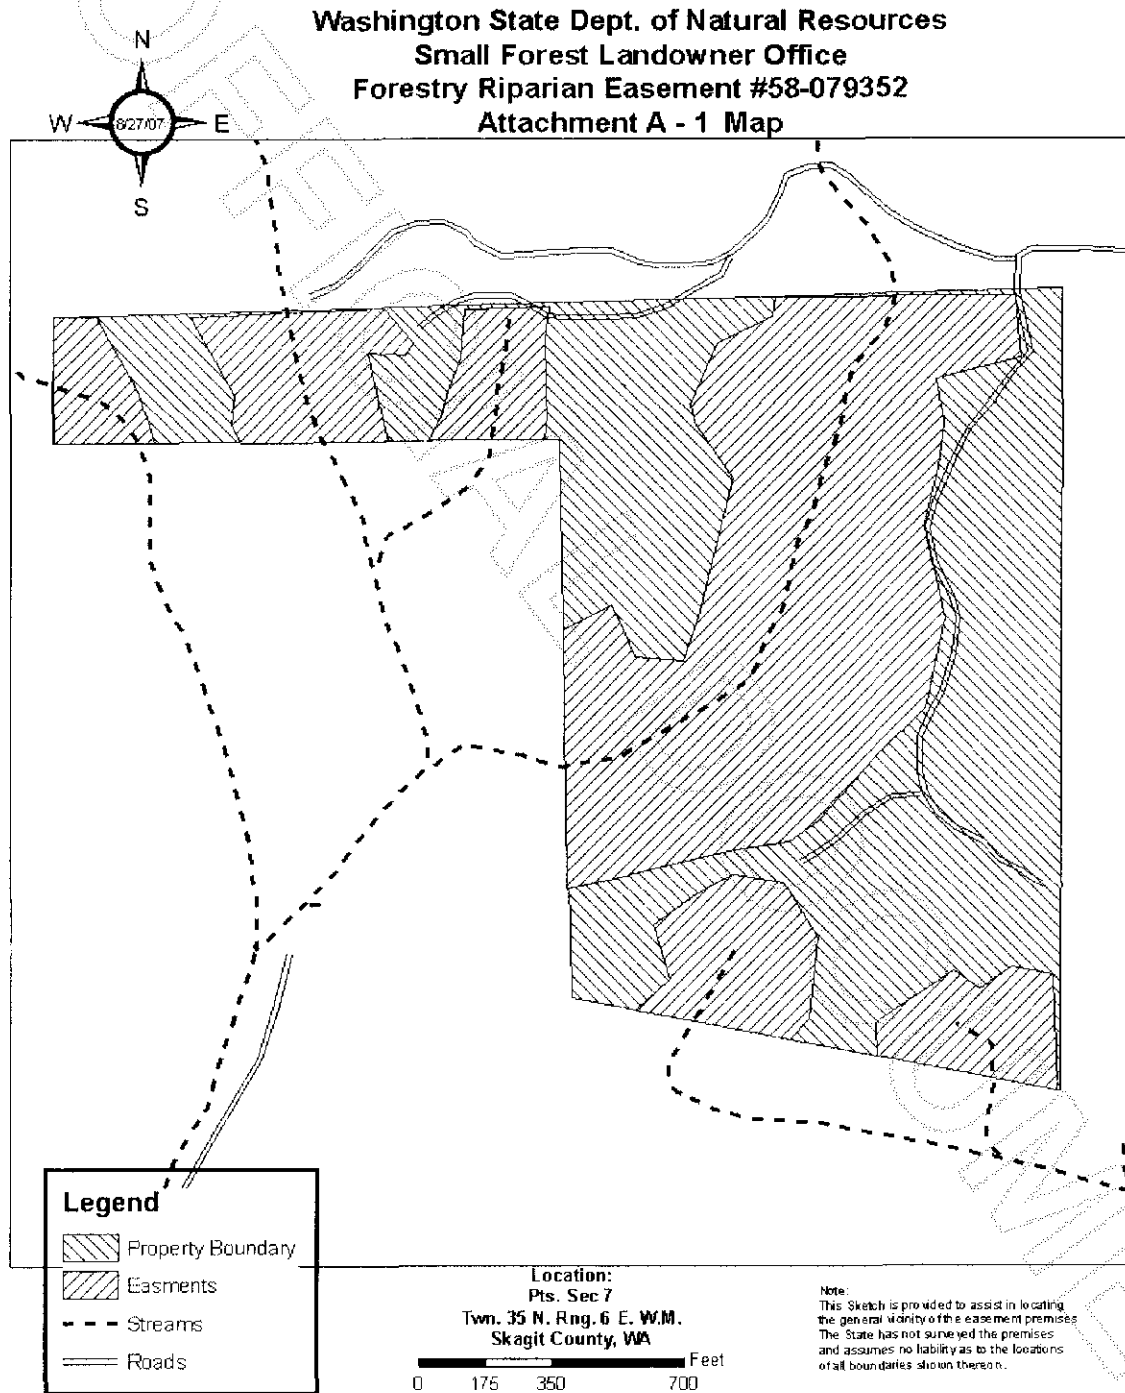 Washington State Dept. of Natural Resources
Small Forest Landowner Office
Forestry Riparian Easement #58-079352
Attachment A - 1 Map
N
W 8/27/07 E
S
Legend
Property Boundary
Easments
Streams
Roads
Location:
Pts. Sec 7
Twn. 35 N. Rng. 6 E. W.M.
Skagit County, WA
Feet
0 175 350 700
Note:
This Sketch is provided to assist in locating
the general vicinity of the easement premises
The State has not surveyed the premises
and assumes no liability as to the locations
of all boundaries shown thereon.